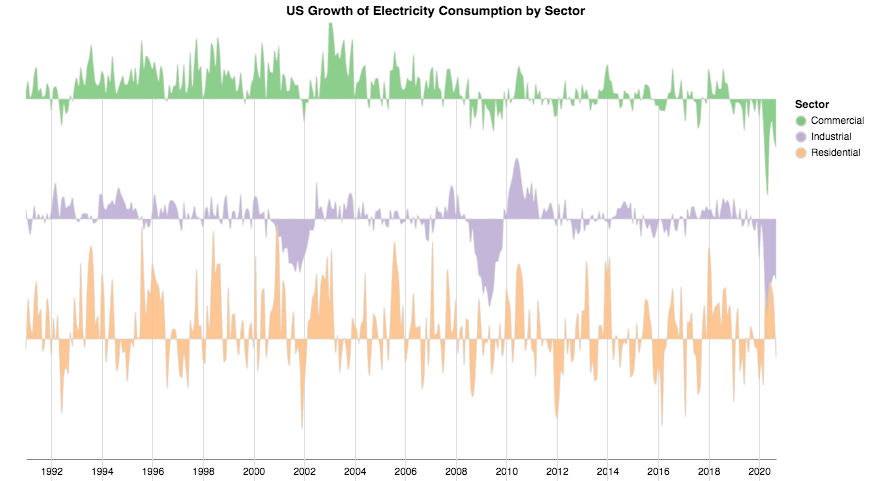 US Growth of Electricity Consumption by Sector
Sector
Commercial
Industrial
Residential
1992 1994 1996 1998 2000 2002 2004 2006 2008 2010 2012 2014 2016 2018 2020